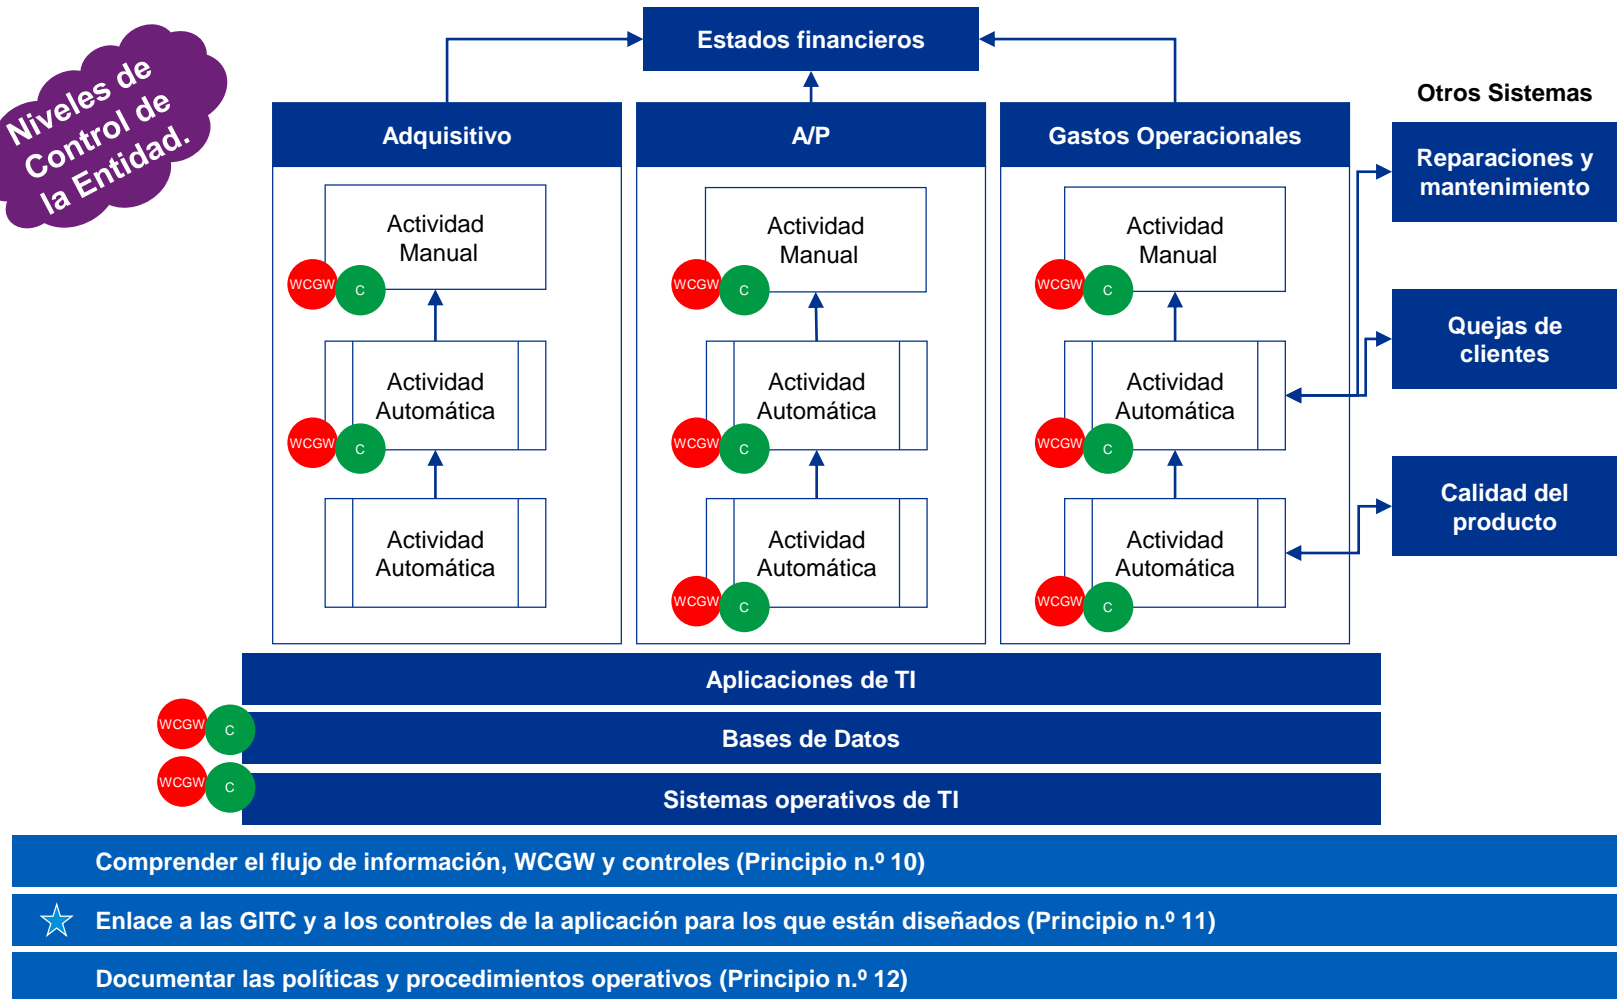 Estados financieros
Niveles de
Control de
la Entidad.
Otros Sistemas
Adquisitivo
A/P
Gastos Operacionales
Reparaciones y
mantenimiento
Actividad
Manual
WCGW
C
Actividad
Manual
WCGW
C
Actividad
Manual
WCGW
C
Quejas de
clientes
Actividad
Automática
WCGW
C
Actividad
Automática
WCGW
C
Actividad
Automática
WCGW
C
Calidad del
producto
Actividad
Automática
Actividad
Automática
WCGW
C
Actividad
Automática
WCGW
C
Aplicaciones de TI
WCGW
C
Bases de Datos
WCGW
C
Sistemas operativos de TI
Comprender el flujo de información, WCGW y controles (Principio n.º 10)
Enlace a las GITC y a los controles de la aplicación para los que están diseñados (Principio n.º 11)
Documentar las políticas y procedimientos operativos (Principio n.º 12)